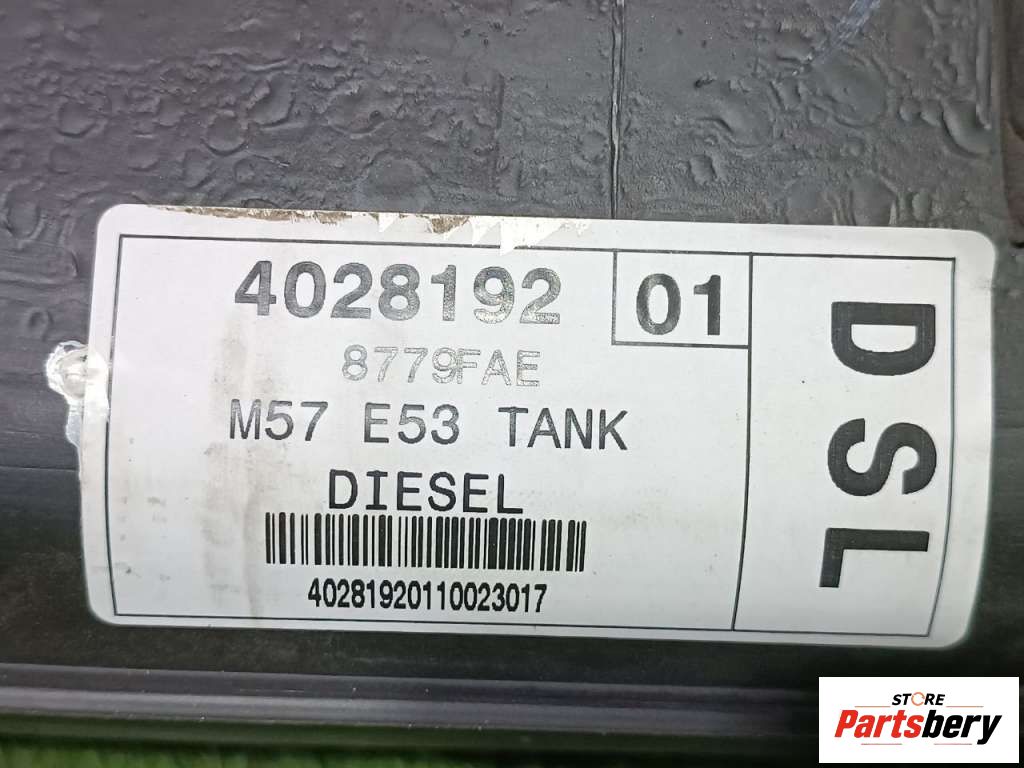 4028192 01
8779FAE
M57 E53 TANK
DIESEL
40281920110023017
DSL
STORE
Partsbery